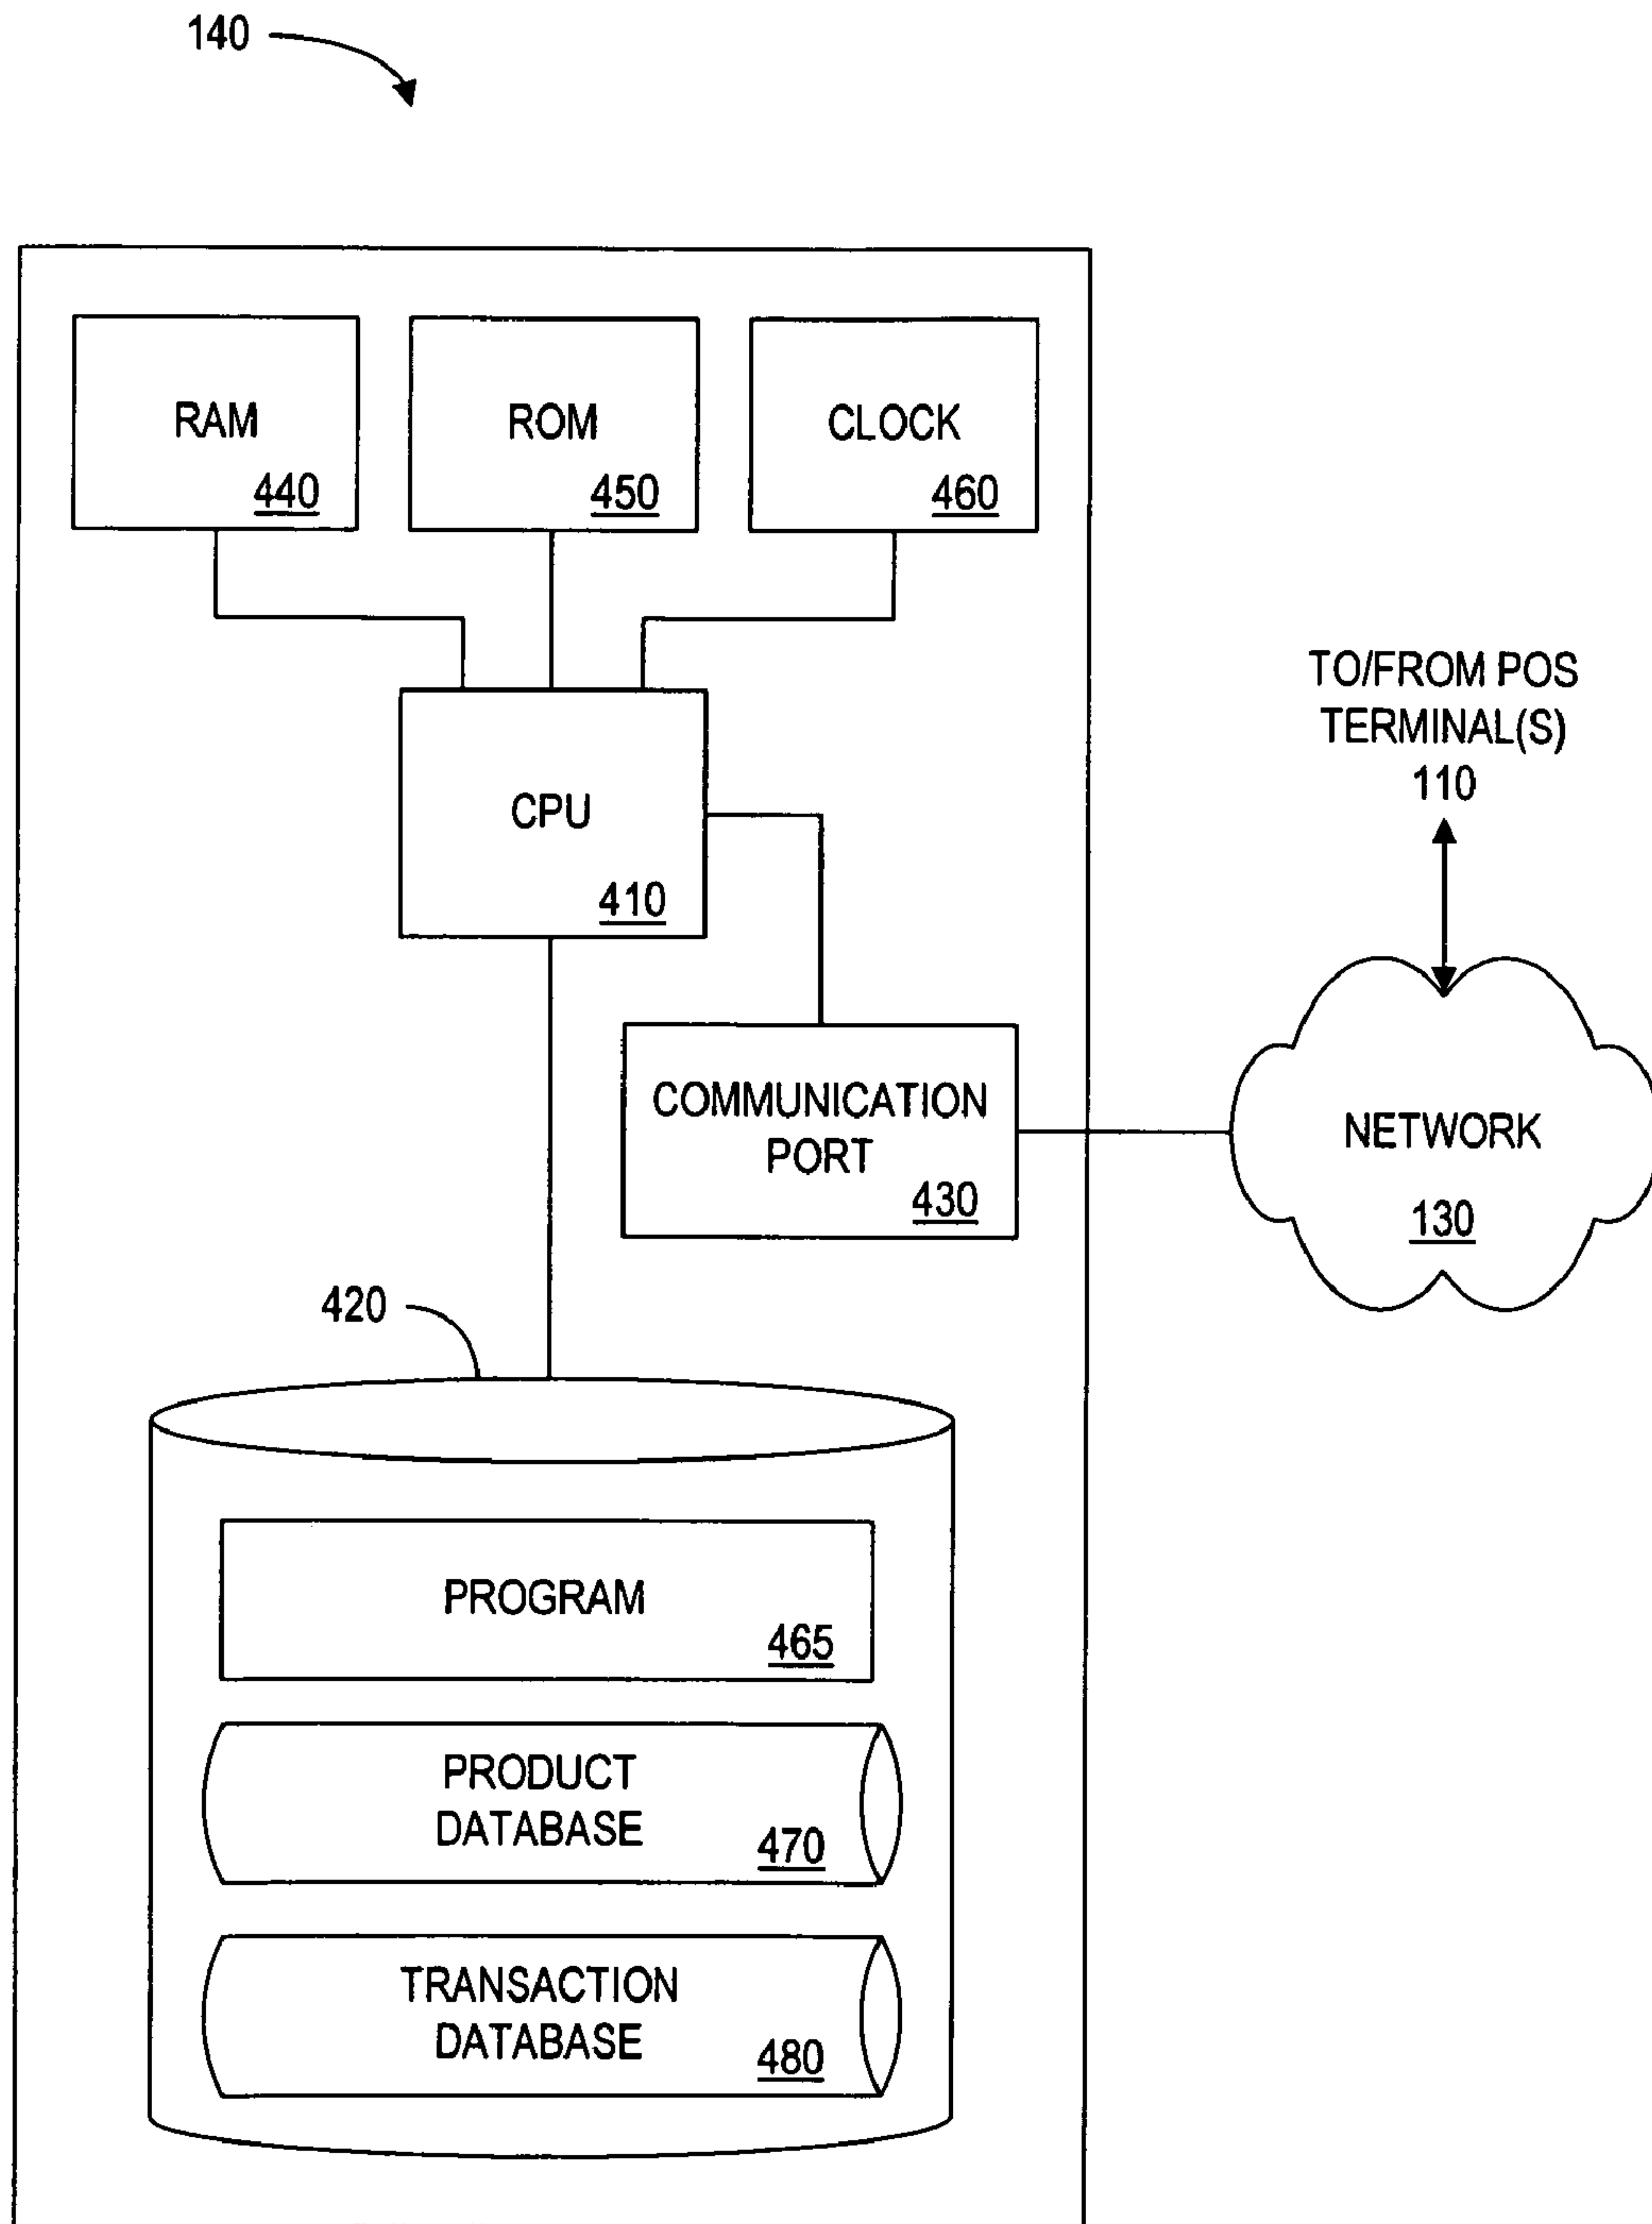 140
RAM
440
ROM
450
CLOCK
460
TO/FROM POS
TERMINAL(S)
110
CPU
410
COMMUNICATION
PORT
430
NETWORK
130
420
PROGRAM
465
PRODUCT
DATABASE
470
TRANSACTION
DATABASE
480